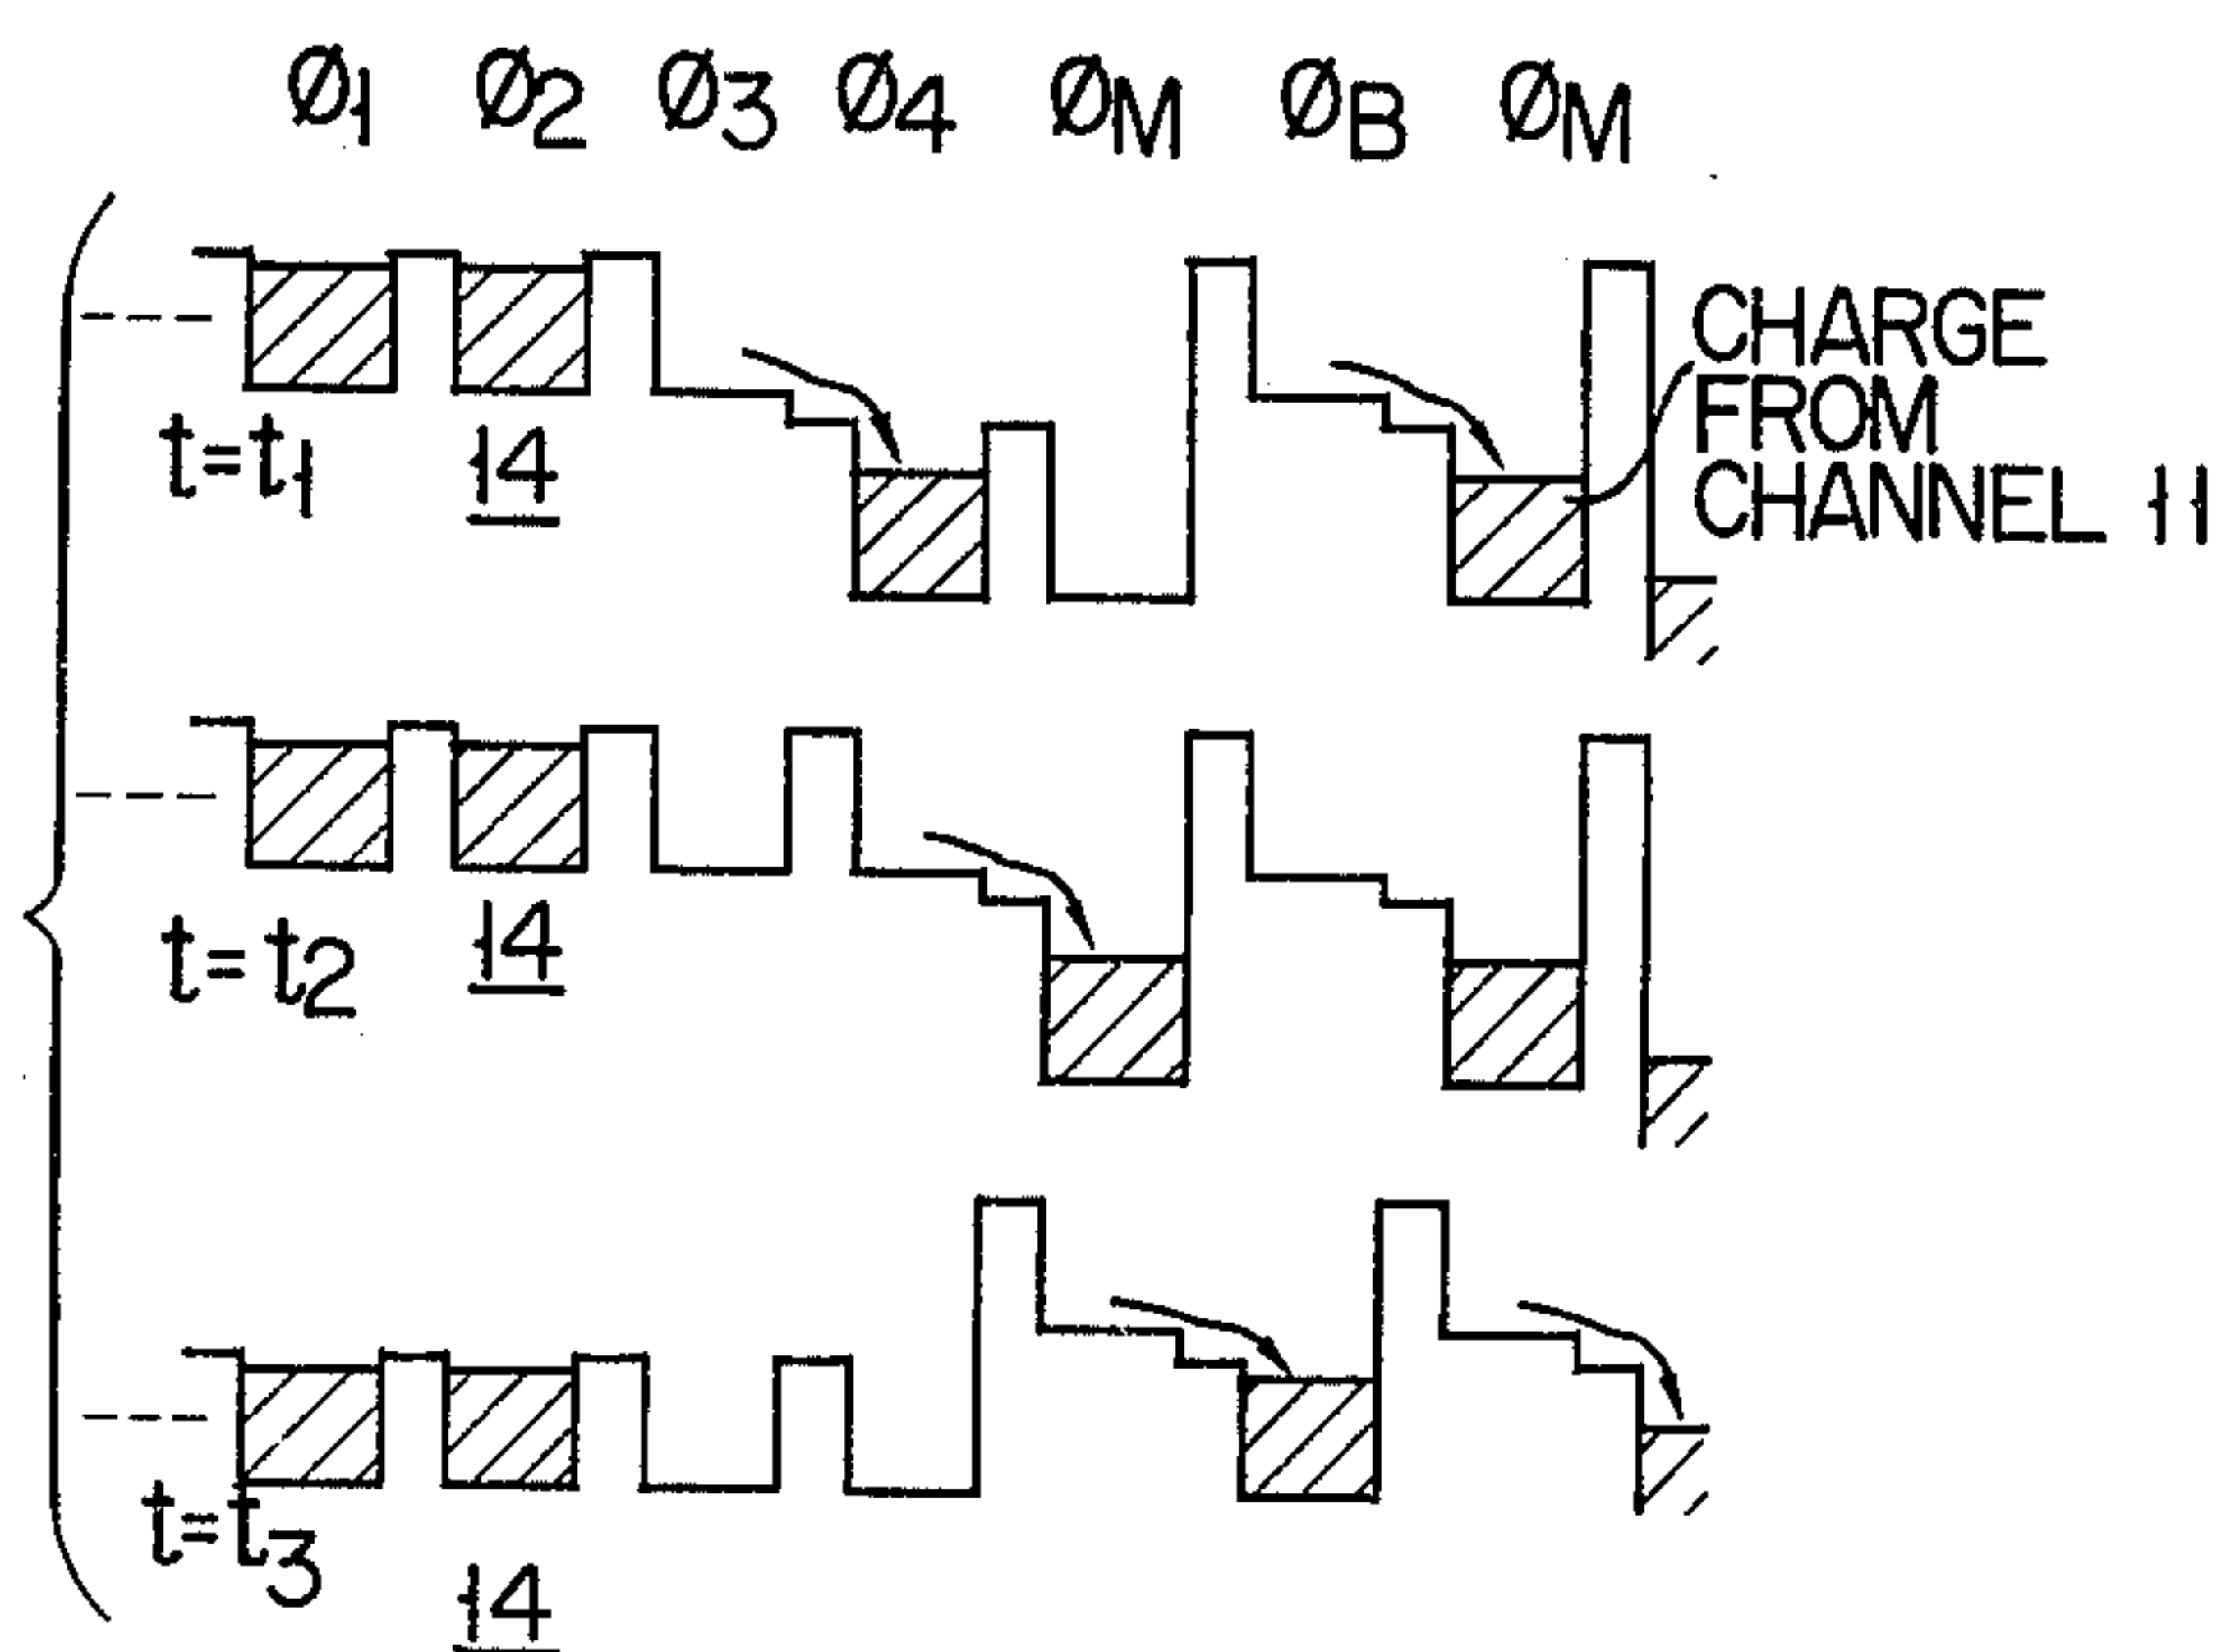 Ø1 Ø2 Ø3 Ø4 ØM ØB ØM
CHARGE
FROM
CHANNEL 11
t=t1
14
t=t2
14
t=t3
14